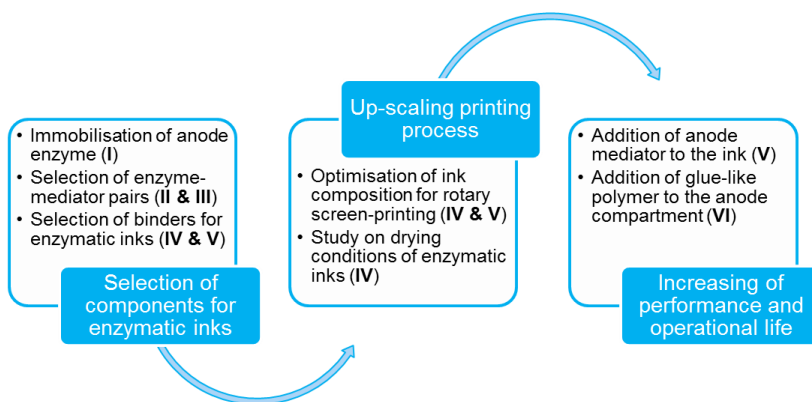 • Immobilisation of anode
enzyme (I)
• Selection of enzyme-
mediator pairs (II & III)
• Selection of binders for
enzymatic inks (IV & V)
Selection of
components for
enzymatic inks
Up-scaling printing
process
• Optimisation of ink
composition for rotary
screen-printing (IV & V)
• Study on drying
conditions of enzymatic
inks (IV)
• Addition of anode
mediator to the ink (V)
• Addition of glue-like
polymer to the anode
compartment (VI)
Increasing of
performance and
operational life